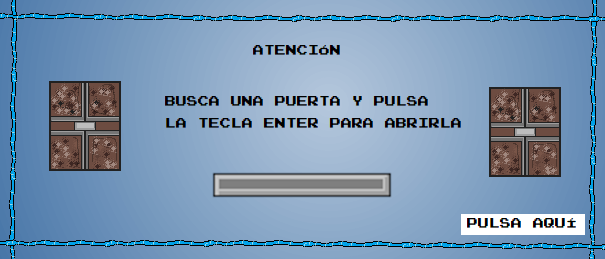 ATENCIóN
BUSCA UNA PUERTA Y PULSA
LA TECLA ENTER PARA ABRIRLA
PULSA AQUí